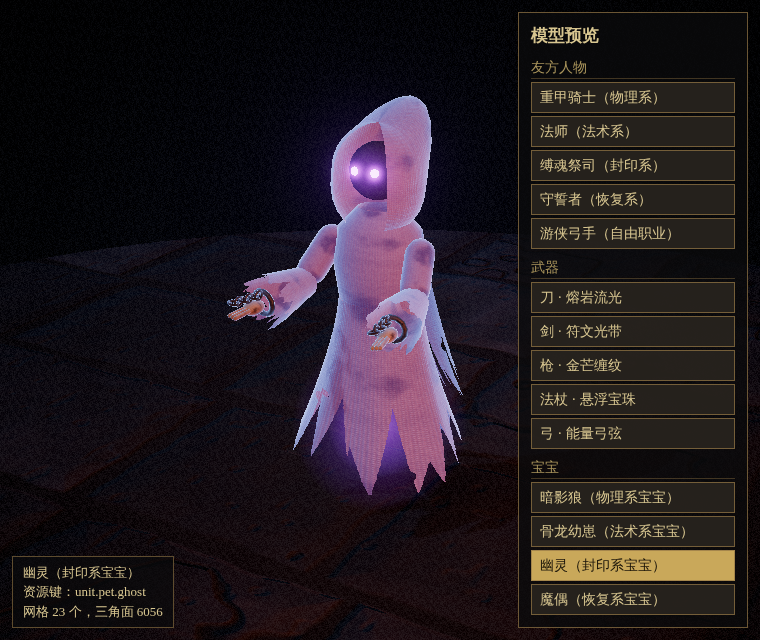 模型预览
友方人物
重甲骑士（物理系）
法师（法术系）
缚魂祭司（封印系）
守誓者（恢复系）
游侠弓手（自由职业）
武器
刀 · 熔岩流光
剑 · 符文光带
枪 · 金芒缠纹
法杖 · 悬浮宝珠
弓 · 能量弓弦
宝宝
暗影狼（物理系宝宝）
骨龙幼崽（法术系宝宝）
幽灵（封印系宝宝）
魔偶（恢复系宝宝）
幽灵（封印系宝宝）
资源键：unit.pet.ghost
网格 23 个，三角面 6056